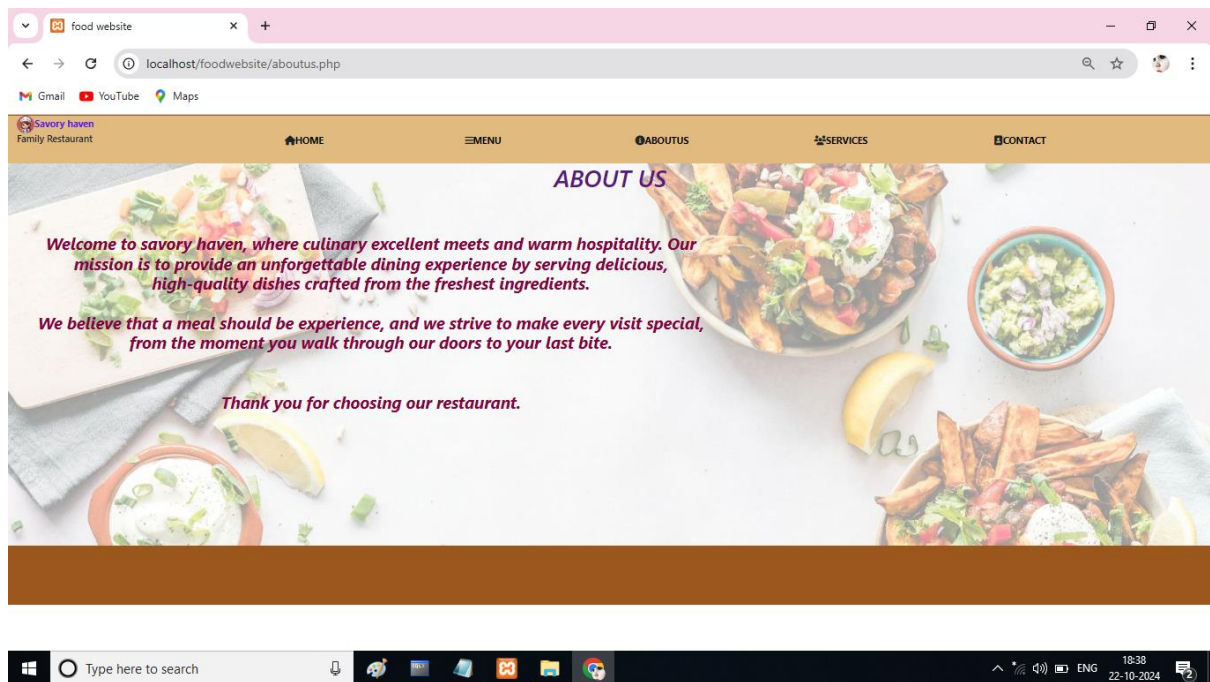 food website
localhost/foodwebsite/aboutus.php
Gmail YouTube Maps
Savory haven
Family Restaurant
HOME MENU ABOUTUS SERVICES CONTACT
ABOUT US
Welcome to savory haven, where culinary excellent meets and warm hospitality. Our
mission is to provide an unforgettable dining experience by serving delicious,
high-quality dishes crafted from the freshest ingredients.
We believe that a meal should be experience, and we strive to make every visit special,
from the moment you walk through our doors to your last bite.
Thank you for choosing our restaurant.
Type here to search
ENG
18:38
22-10-2024
2